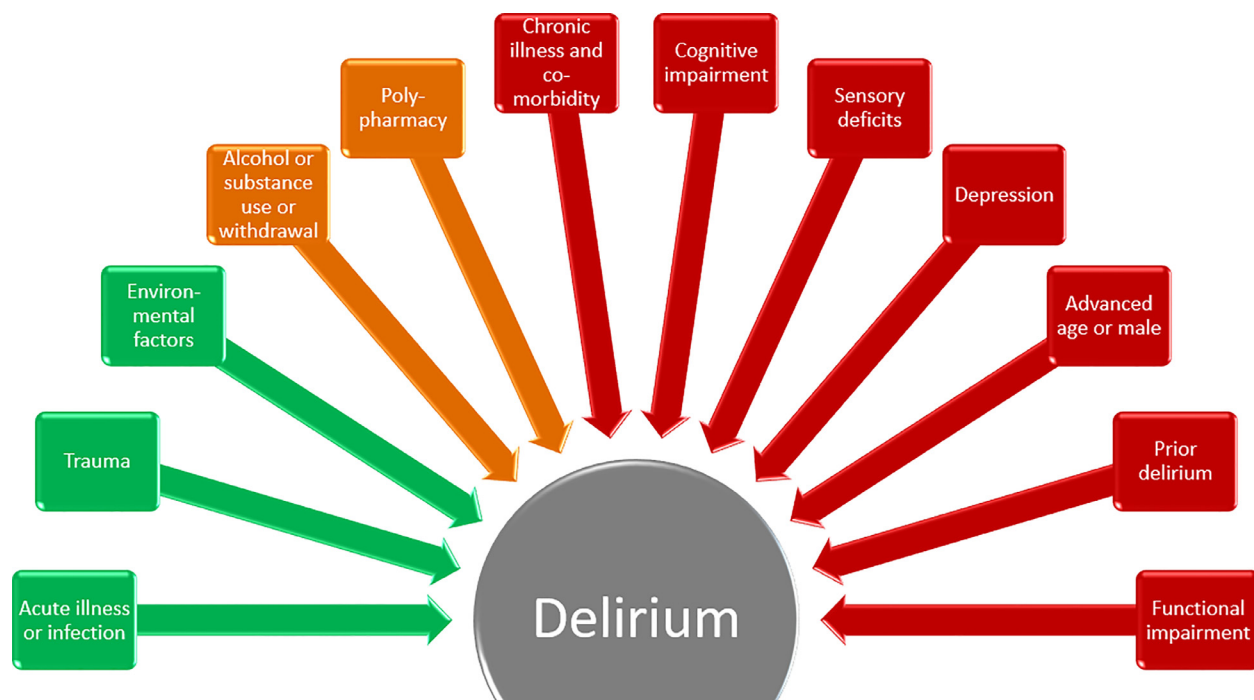 Chronic
illness and
co-
morbidity
Cognitive
impairment
Poly-
pharmacy
Sensory
deficits
Alcohol or
substance
use or
withdrawal
Depression
Environ-
mental
factors
Advanced
age or male
Trauma
Prior
delirium
Acute illness
or infection
Delirium
Functional
impairment